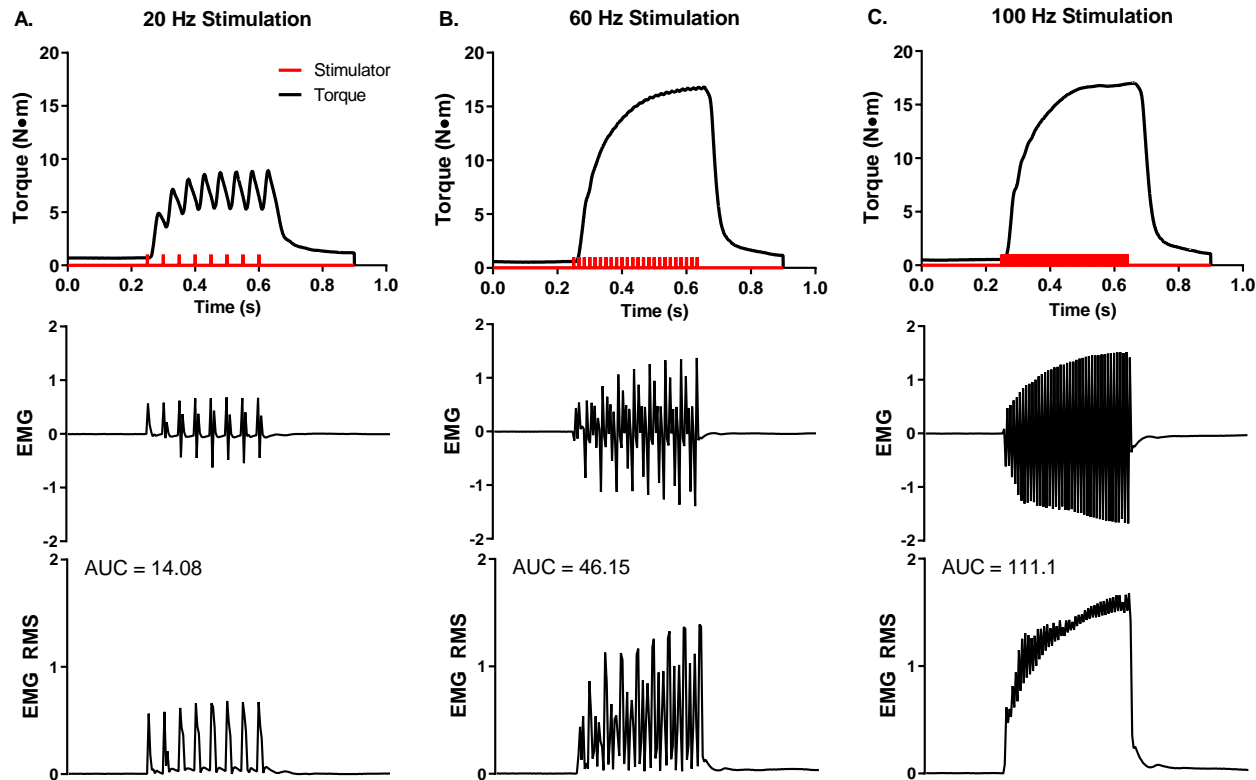 A.
20 Hz Stimulation
B.
60 Hz Stimulation
C.
100 Hz Stimulation
20
15
10
5
0
Torque (N•m)
Stimulator
Torque
0.0 0.2 0.4 0.6 0.8 1.0
Time (s)
20
15
10
5
0
Torque (N•m)
0.0 0.2 0.4 0.6 0.8 1.0
Time (s)
20
15
10
5
0
Torque (N•m)
0.0 0.2 0.4 0.6 0.8 1.0
Time (s)
2
1
0
-1
-2
EMG
2
1
0
-1
-2
EMG
2
1
0
-1
-2
EMG
2
1
0
EMG RMS
AUC = 14.08
2
1
0
EMG RMS
AUC = 46.15
2
1
0
EMG RMS
AUC = 111.1